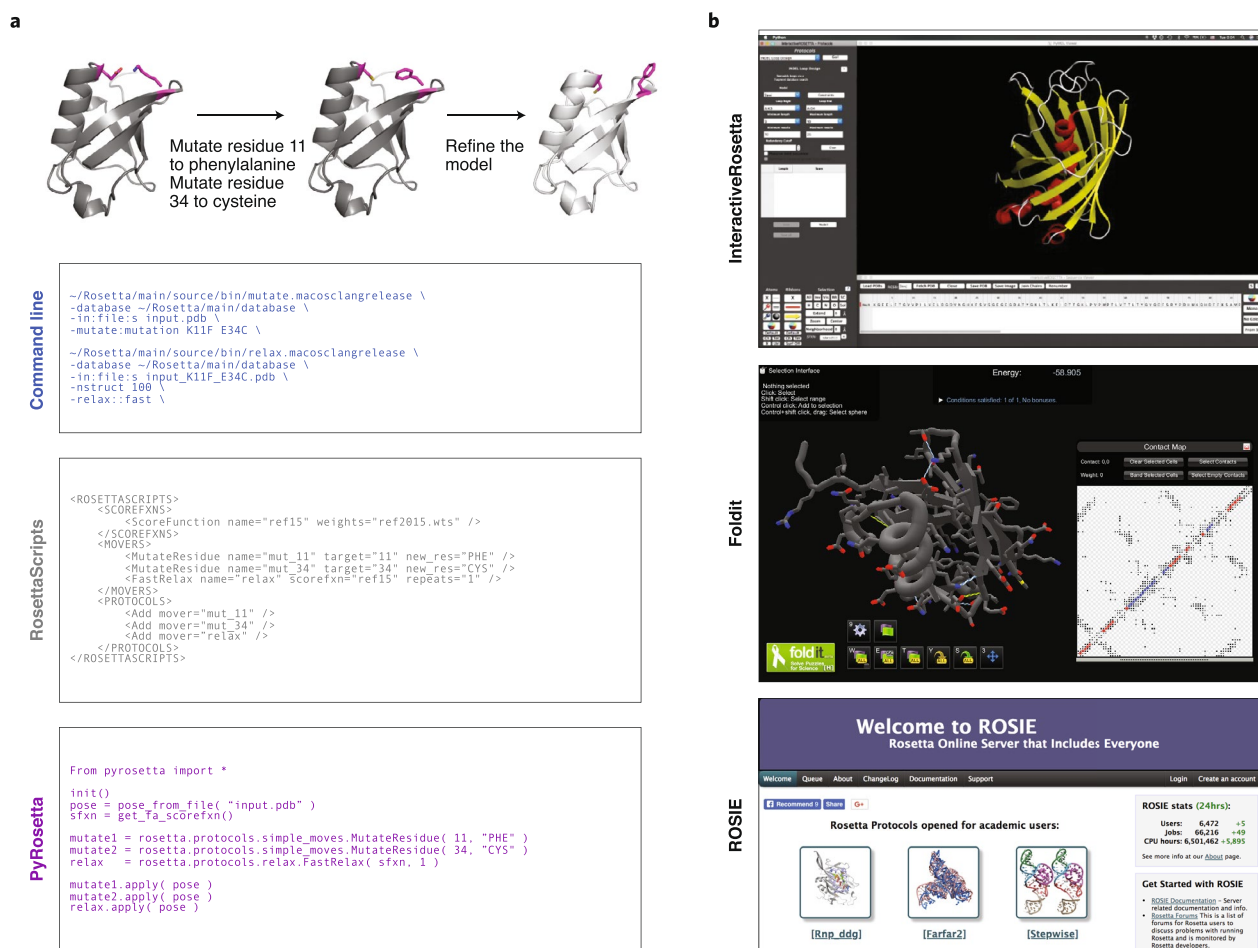 a
Mutate residue 11
to phenylalanine
Mutate residue
34 to cysteine
Refine the
model
Command line
~/Rosetta/main/source/bin/mutate.macosclangrelease \
-database ~/Rosetta/main/database \
-in:file:s input.pdb \
-mutate:mutation K11F E34C \
~/Rosetta/main/source/bin/relax.macosclangrelease \
-database ~/Rosetta/main/database \
-in:file:s input_K11F_E34C.pdb \
-nstruct 100 \
-relax::fast \
RosettaScripts
<ROSETTASCRIPTS>
<SCOREFXNS>
<ScoreFunction name="ref15" weights="ref2015.wts" />
</SCOREFXNS>
<MOVERS>
<MutateResidue name="mut_11" target="11" new_res="PHE" />
<MutateResidue name="mut_34" target="34" new_res="CYS" />
<FastRelax name="relax" scorefxn="ref15" repeats="1" />
</MOVERS>
<PROTOCOLS>
<Add mover="mut_11" />
<Add mover="mut_34" />
<Add mover="relax" />
</PROTOCOLS>
</ROSETTASCRIPTS>
PyRosetta
From pyrosetta import *
init()
pose = pose_from_file( “input.pdb” )
sfxn = get_fa_scorefxn()
mutate1 = rosetta.protocols.simple_moves.MutateResidue( 11, "PHE" )
mutate2 = rosetta.protocols.simple_moves.MutateResidue( 34, "CYS" )
relax = rosetta.protocols.relax.FastRelax( sfxn, 1 )
mutate1.apply( pose )
mutate2.apply( pose )
relax.apply( pose )
b
InteractiveRosetta
Python
Protocols
Foldit
Selection Interface
Nothing selected
Click: Select
Shift click: Select range
Control click: Add to selection
Control+shift click, drag: Select sphere
Energy: -58.905
Conditions satisfied: 1 of 1, No bonuses.
Contact Map
Contact: 0,0
Clear Selected Cells
Select Contacts
Weight: 0
Band Selected Cells
Select Empty Contacts
foldit
Solve Puzzles
for Science
ROSIE
Welcome to ROSIE
Rosetta Online Server that Includes Everyone
Welcome Queue About ChangeLog Documentation Support Login Create an account
Recommend 9 Share G+
Rosetta Protocols opened for academic users:
[Rnp_ddg] [Farfar2] [Stepwise]
ROSIE stats (24hrs):
Users: 6,472 +5
Jobs: 66,216 +49
CPU hours: 6,501,462 +5,895
See more info at our About page.
Get Started with ROSIE
ROSIE Documentation – Server
related documentation and info.
Rosetta Forums This is a list of
forums for Rosetta users to
discuss problems with running
Rosetta and is monitored by
Rosetta developers.